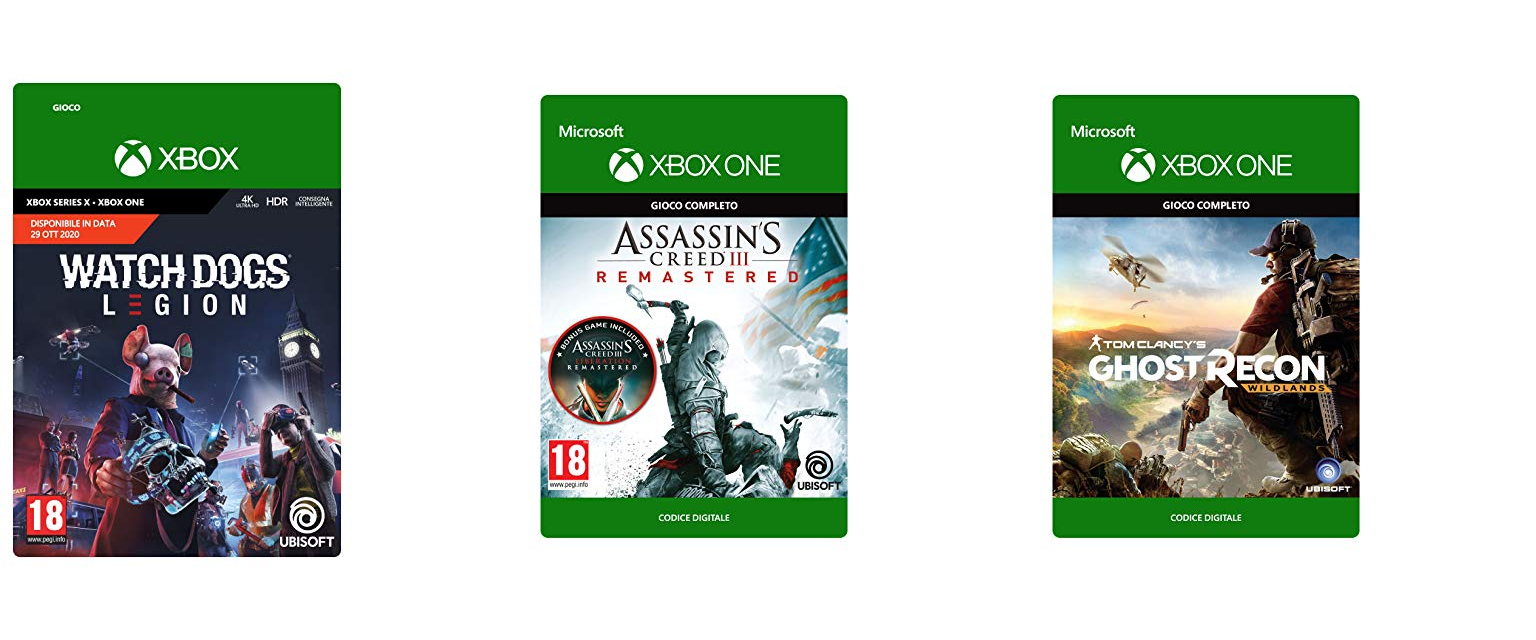 GIOCO
XBOX
XBOX SERIES X • XBOX ONE
4K
ULTRA HD
HDR
CONSEGNA
INTELLIGENTE
DISPONIBILE IN DATA
29 OTT 2020
WATCH DOGS
LEGION
TAXI
18
www.pegi.info
UBISOFT
Microsoft
XBOX ONE
GIOCO COMPLETO
ASSASSIN'S
CREED III
REMASTERED
BONUS GAME INCLUDED
ASSASSIN'S
CREED III
LIBERATION
REMASTERED
18
www.pegi.info
UBISOFT
CODICE DIGITALE
Microsoft
XBOX ONE
GIOCO COMPLETO
TOM CLANCY'S
GHOST RECON
WILDLANDS
UBISOFT
CODICE DIGITALE